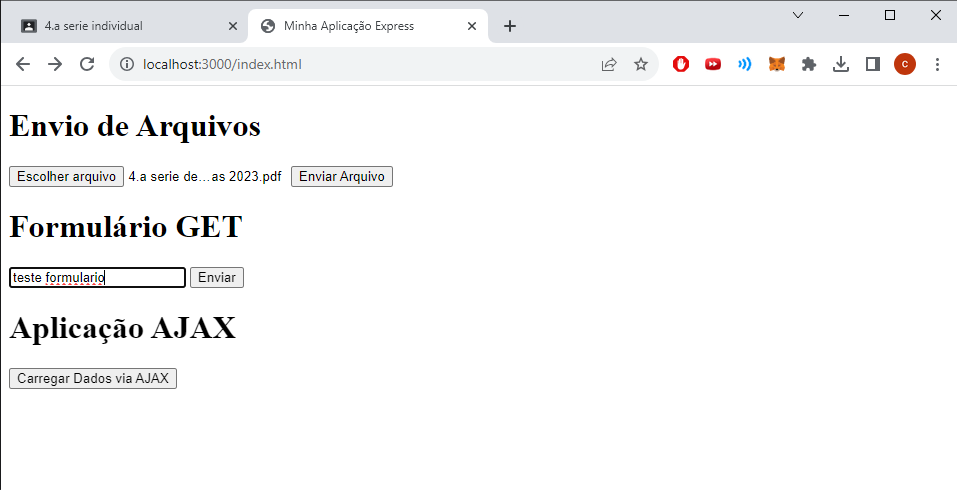 4.a serie individual
Minha Aplicação Express
localhost:3000/index.html
C
Envio de Arquivos
Escolher arquivo 4.a serie de...as 2023.pdf Enviar Arquivo
Formulário GET
teste formulario Enviar
Aplicação AJAX
Carregar Dados via AJAX